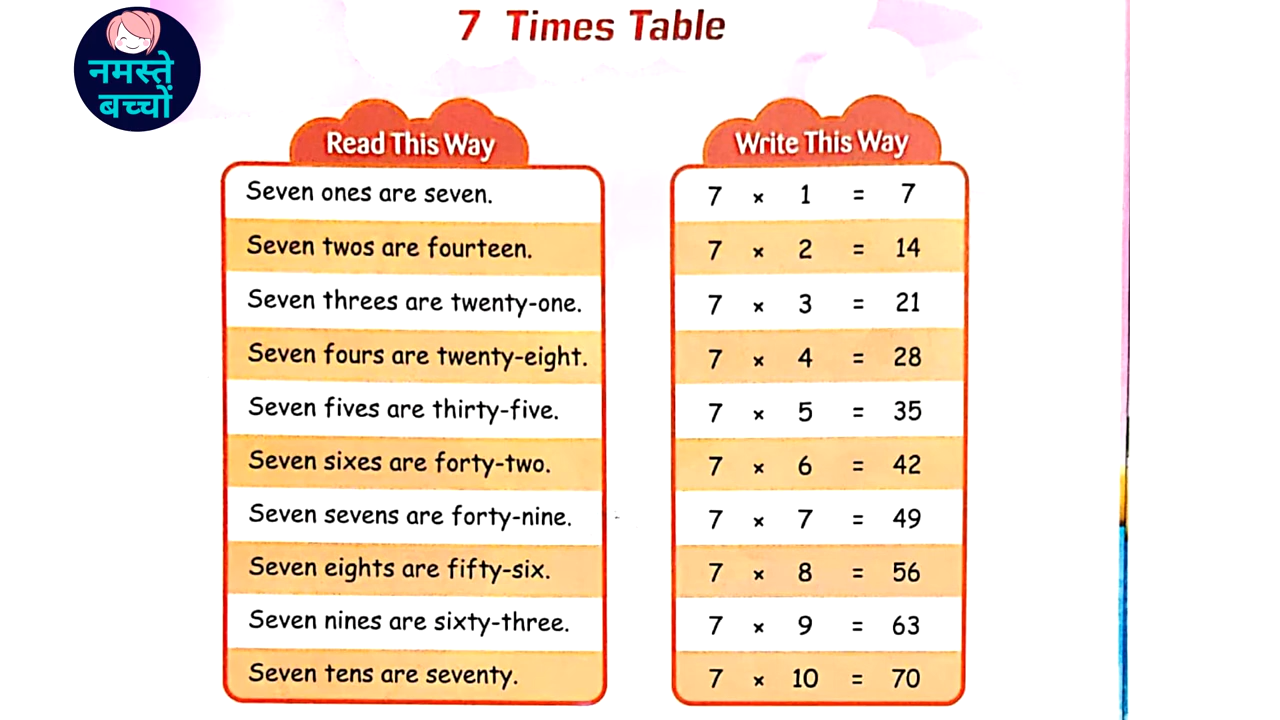 7 Times Table
नमस्ते
बच्चों
Read This Way
Seven ones are seven.
Seven twos are fourteen.
Seven threes are twenty-one.
Seven fours are twenty-eight.
Seven fives are thirty-five.
Seven sixes are forty-two.
Seven sevens are forty-nine.
Seven eights are fifty-six.
Seven nines are sixty-three.
Seven tens are seventy.
Write This Way
7 × 1 = 7
7 × 2 = 14
7 × 3 = 21
7 × 4 = 28
7 × 5 = 35
7 × 6 = 42
7 × 7 = 49
7 × 8 = 56
7 × 9 = 63
7 × 10 = 70